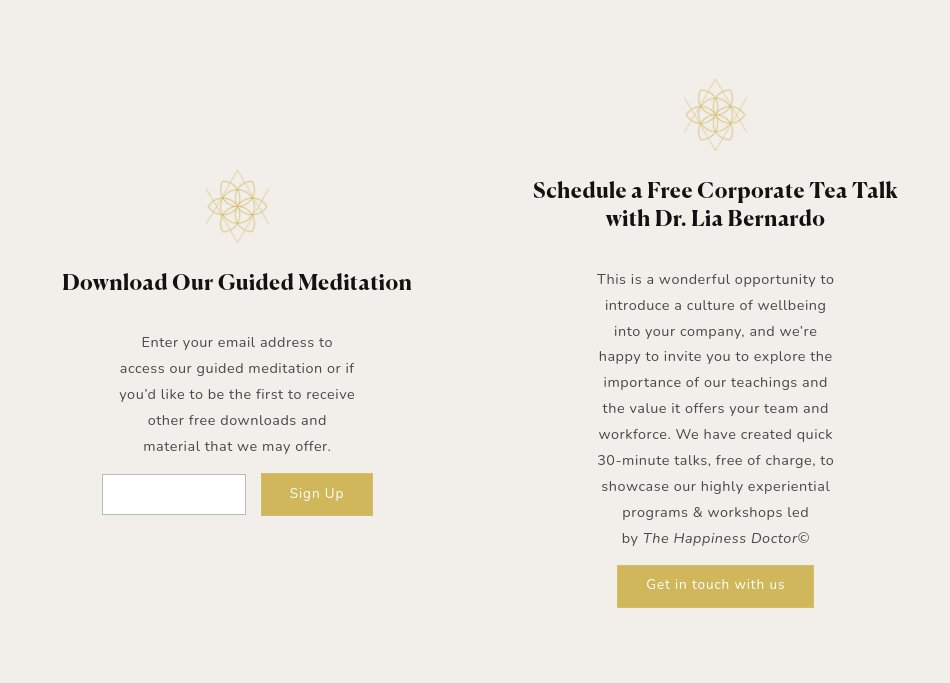 Download Our Guided Meditation
Enter your email address to
access our guided meditation or if
you'd like to be the first to receive
other free downloads and
material that we may offer.
Sign Up
Schedule a Free Corporate Tea Talk
with Dr. Lia Bernardo
This is a wonderful opportunity to
introduce a culture of wellbeing
into your company, and we're
happy to invite you to explore the
importance of our teachings and
the value it offers your team and
workforce. We have created quick
30-minute talks, free of charge, to
showcase our highly experiential
programs & workshops led
by The Happiness Doctor©
Get in touch with us